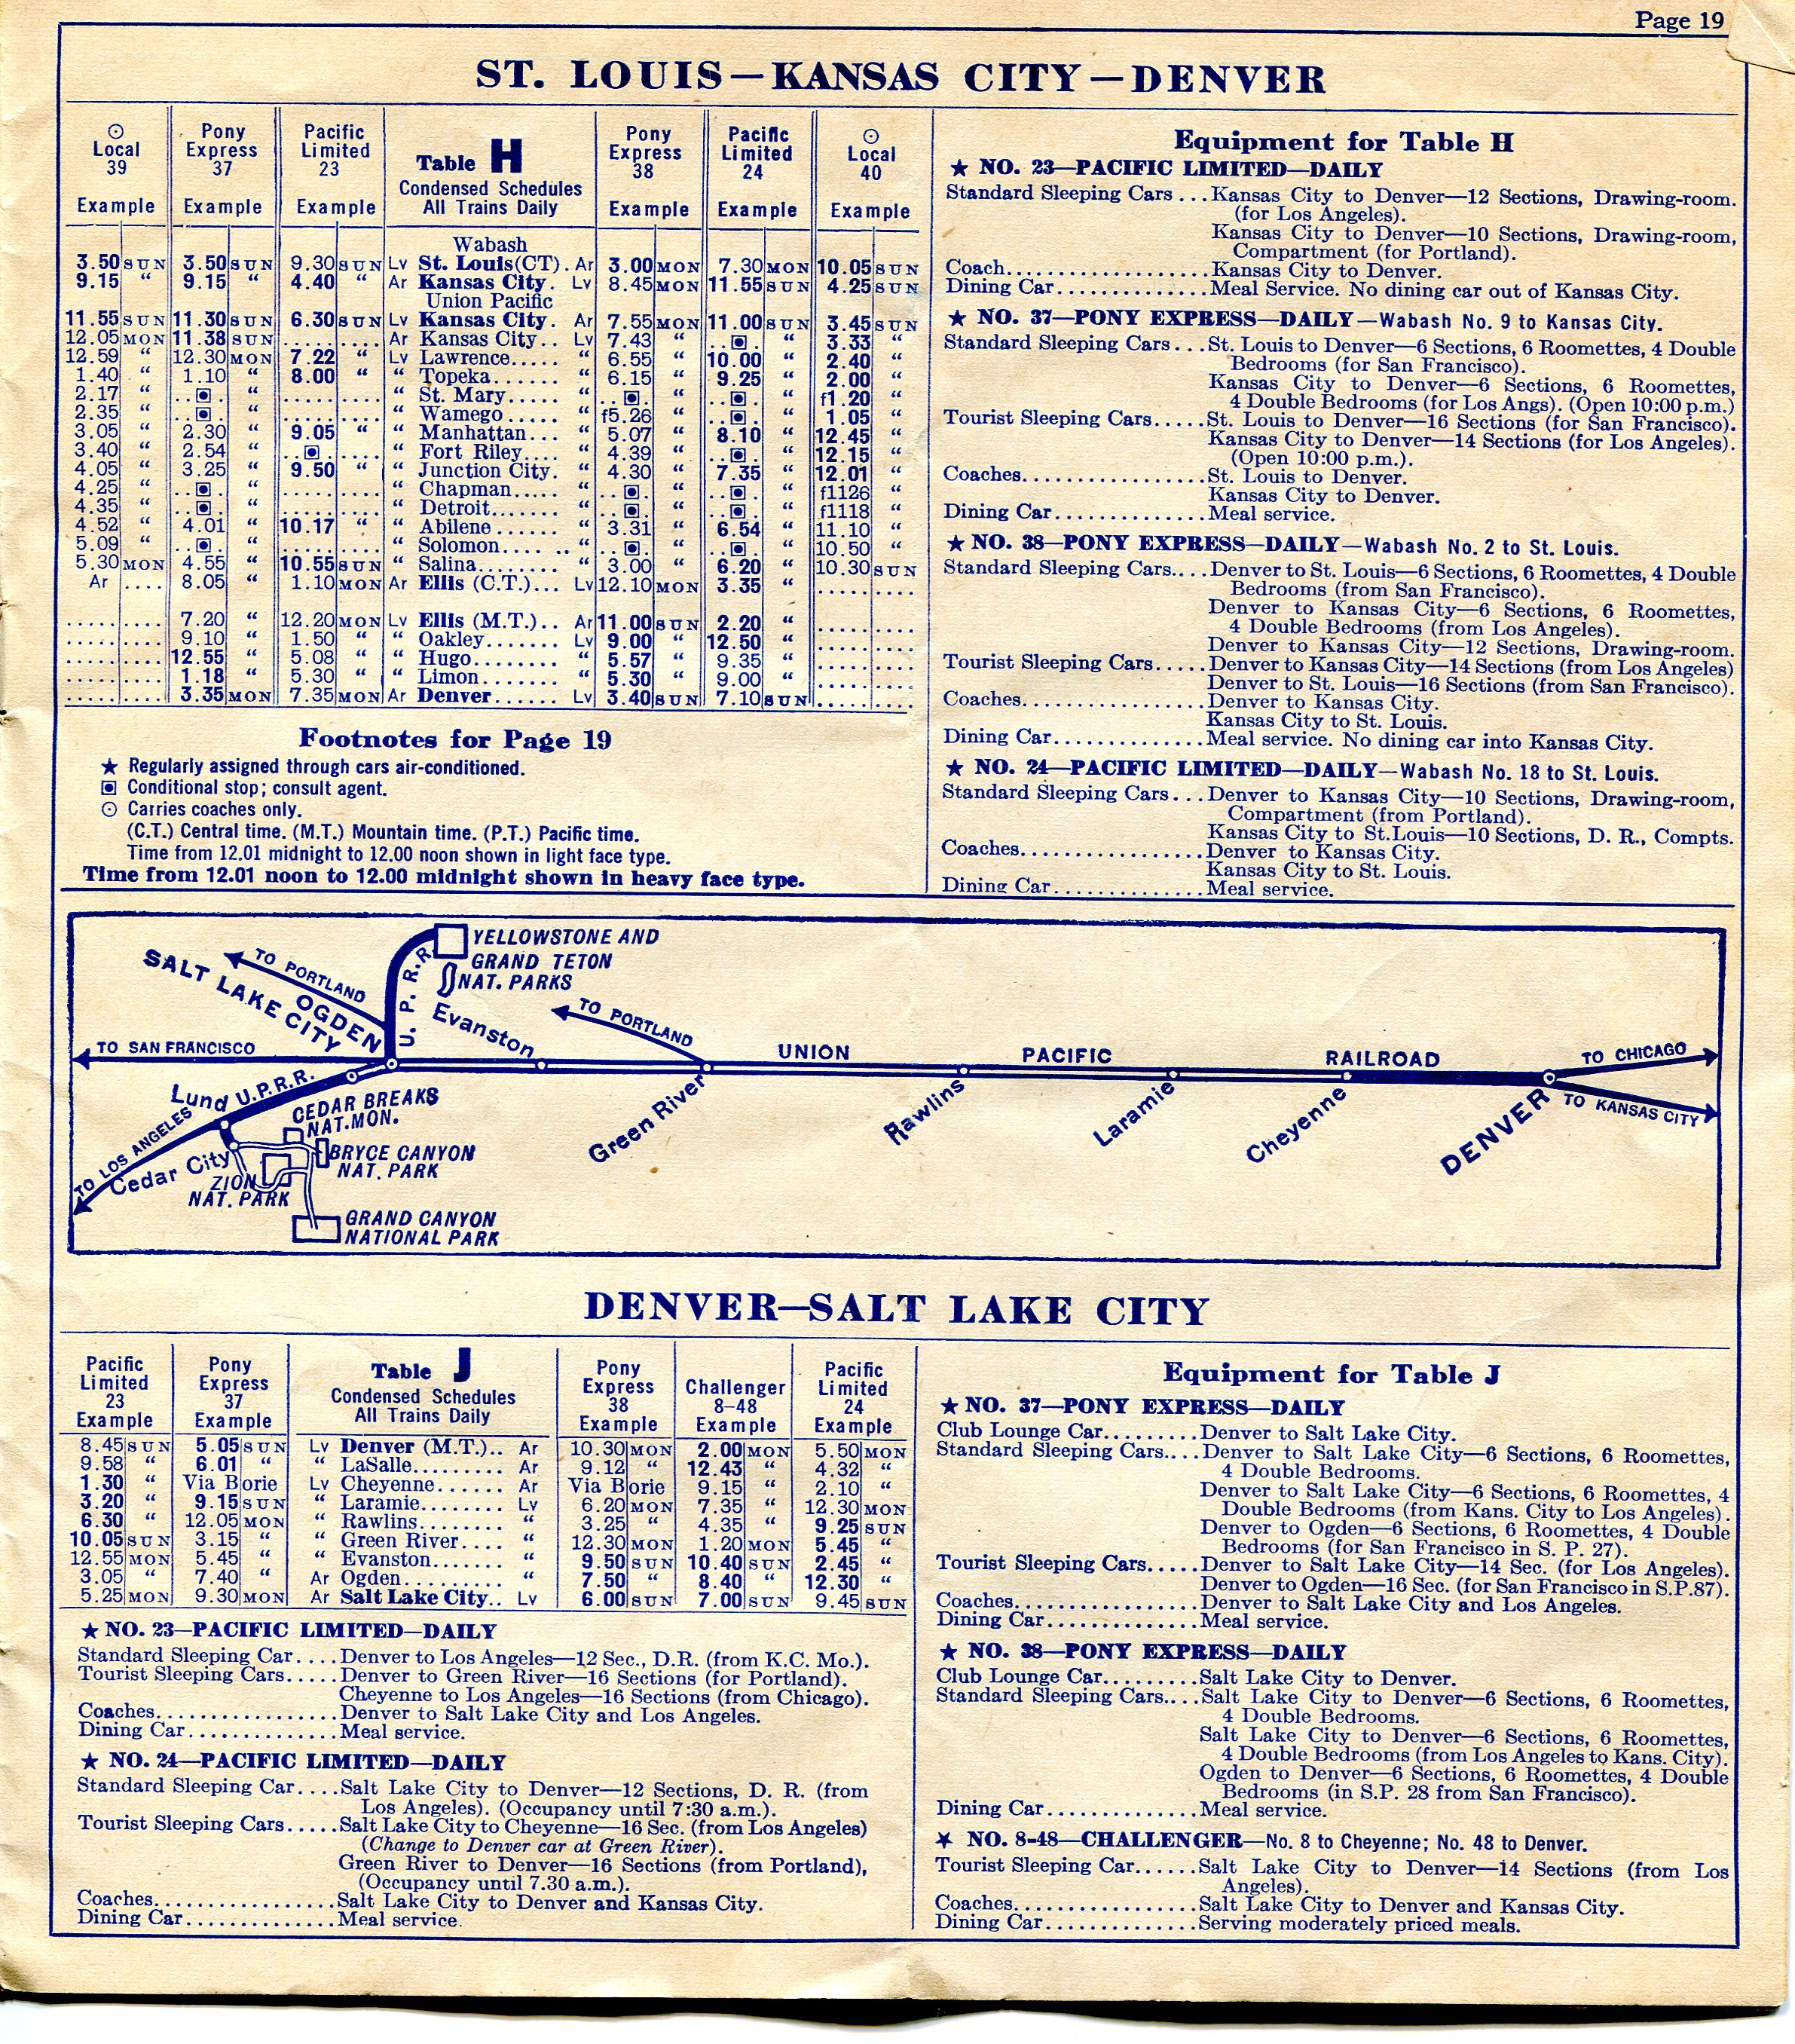 Page 19
ST. LOUIS—KANSAS CITY—DENVER
⊙ Local 39 Example | Pony Express 37 Example | Pacific Limited 23 Example | Table H Condensed Schedules All Trains Daily | Pony Express 38 Example | Pacific Limited 24 Example | ⊙ Local 40 Example
Wabash
3.50 SUN 3.50 SUN 9.30 SUN Lv St. Louis(CT). Ar 3.00 MON 7.30 MON 10.05 SUN
9.15 “ 9.15 “ 4.40 “ Ar Kansas City. Lv 8.45 MON 11.55 SUN 4.25 SUN
Union Pacific
11.55 SUN 11.30 SUN 6.30 SUN Lv Kansas City. Ar 7.55 MON 11.00 SUN 3.45 SUN
12.05 MON 11.38 SUN .......... Ar Kansas City.. Lv 7.43 “ ..▣. “ 3.33 “
12.59 “ 12.30 MON 7.22 “ Lv Lawrence..... “ 6.55 “ 10.00 “ 2.40 “
1.40 “ 1.10 “ 8.00 “ “ Topeka...... “ 6.15 “ 9.25 “ 2.00 “
2.17 “ ..▣. .......... “ St. Mary..... “ ..▣. “ ..▣. “ f1.20 “
2.35 “ ..▣. .......... “ Wamego ..... “ f5.26 “ ..▣. “ 1.05 “
3.05 “ 2.30 “ 9.05 “ “ Manhattan... “ 5.07 “ 8.10 “ 12.45 “
3.40 “ 2.54 “ ..▣..... “ Fort Riley.... “ 4.39 “ ..▣. “ 12.15 “
4.05 “ 3.25 “ 9.50 “ “ Junction City. “ 4.30 “ 7.35 “ 12.01 “
4.25 “ ..▣. “ .......... “ Chapman..... “ ..▣. “ ..▣. “ f1126 “
4.35 “ ..▣. “ .......... “ Detroit....... “ ..▣. “ ..▣. “ f1118 “
4.52 “ 4.01 “ 10.17 “ “ Abilene ...... “ 3.31 “ 6.54 “ 11.10 “
5.09 “ ..▣. “ .......... “ Solomon.... .. “ ..▣. “ ..▣. “ 10.50 “
5.30 MON 4.55 “ 10.55 SUN “ Salina........ “ 3.00 “ 6.20 “ 10.30 SUN
Ar .... 8.05 “ 1.10 MON Ar Ellis (C.T.)... Lv 12.10 MON 3.35 “ .........
......... 7.20 “ 12.20 MON Lv Ellis (M.T.).. Ar 11.00 SUN 2.20 “ .........
......... 9.10 “ 1.50 “ “ Oakley....... Lv 9.00 “ 12.50 “ .........
......... 12.55 “ 5.08 “ “ Hugo........ “ 5.57 “ 9.35 “ .........
......... 1.18 “ 5.30 “ “ Limon........ “ 5.30 “ 9.00 “ .........
......... 3.35 MON 7.35 MON Ar Denver...... Lv 3.40 SUN 7.10 SUN .........
Footnotes for Page 19
★ Regularly assigned through cars air-conditioned.
▣ Conditional stop; consult agent.
⊙ Carries coaches only.
(C.T.) Central time. (M.T.) Mountain time. (P.T.) Pacific time.
Time from 12.01 midnight to 12.00 noon shown in light face type.
Time from 12.01 noon to 12.00 midnight shown in heavy face type.
Equipment for Table H
★ NO. 23—PACIFIC LIMITED—DAILY
Standard Sleeping Cars...Kansas City to Denver—12 Sections, Drawing-room.
(for Los Angeles).
Kansas City to Denver—10 Sections, Drawing-room,
Compartment (for Portland).
Coach..................Kansas City to Denver.
Dining Car.............Meal Service. No dining car out of Kansas City.
★ NO. 37—PONY EXPRESS—DAILY—Wabash No. 9 to Kansas City.
Standard Sleeping Cars...St. Louis to Denver—6 Sections, 6 Roomettes, 4 Double
Bedrooms (for San Francisco).
Kansas City to Denver—6 Sections, 6 Roomettes,
4 Double Bedrooms (for Los Angs). (Open 10:00 p.m.)
Tourist Sleeping Cars.....St. Louis to Denver—16 Sections (for San Francisco).
Kansas City to Denver—14 Sections (for Los Angeles).
(Open 10:00 p.m.).
Coaches................St. Louis to Denver.
Kansas City to Denver.
Dining Car.............Meal service.
★ NO. 38—PONY EXPRESS—DAILY—Wabash No. 2 to St. Louis.
Standard Sleeping Cars....Denver to St. Louis—6 Sections, 6 Roomettes, 4 Double
Bedrooms (from San Francisco).
Denver to Kansas City—6 Sections, 6 Roomettes,
4 Double Bedrooms (from Los Angeles).
Denver to Kansas City—12 Sections, Drawing-room.
Tourist Sleeping Cars.....Denver to Kansas City—14 Sections (from Los Angeles)
Denver to St. Louis—16 Sections (from San Francisco).
Coaches................Denver to Kansas City.
Kansas City to St. Louis.
Dining Car.............Meal service. No dining car into Kansas City.
★ NO. 24—PACIFIC LIMITED—DAILY—Wabash No. 18 to St. Louis.
Standard Sleeping Cars...Denver to Kansas City—10 Sections, Drawing-room,
Compartment (from Portland).
Kansas City to St.Louis—10 Sections, D. R., Compts.
Coaches................Denver to Kansas City.
Kansas City to St. Louis.
Dining Car.............Meal service.
YELLOWSTONE AND
GRAND TETON
NAT. PARKS
TO PORTLAND
SALT LAKE CITY
OGDEN
U. P. R.R.
Evanston
TO PORTLAND
TO SAN FRANCISCO
UNION PACIFIC RAILROAD
TO CHICAGO
Lund
U.P.R.R.
CEDAR BREAKS
NAT.MON.
Green River
Rawlins
Laramie
Cheyenne
DENVER
TO KANSAS CITY
TO LOS ANGELES
Cedar City
BRYCE CANYON
NAT. PARK
ZION
NAT. PARK
GRAND CANYON
NATIONAL PARK
DENVER—SALT LAKE CITY
Pacific Limited 23 Example | Pony Express 37 Example | Table J Condensed Schedules All Trains Daily | Pony Express 38 Example | Challenger 8-48 Example | Pacific Limited 24 Example
8.45 SUN 5.05 SUN Lv Denver (M.T.).. Ar 10.30 MON 2.00 MON 5.50 MON
9.58 “ 6.01 “ “ LaSalle......... Ar 9.12 “ 12.43 “ 4.32 “
1.30 “ Via Borie Lv Cheyenne...... Ar Via Borie 9.15 “ 2.10 “
3.20 “ 9.15 SUN “ Laramie........ Lv 6.20 MON 7.35 “ 12.30 MON
6.30 “ 12.05 MON “ Rawlins........ “ 3.25 “ 4.35 “ 9.25 SUN
10.05 SUN 3.15 “ “ Green River.... “ 12.30 MON 1.20 MON 5.45 “
12.55 MON 5.45 “ “ Evanston....... “ 9.50 SUN 10.40 SUN 2.45 “
3.05 “ 7.40 “ Ar Ogden.......... “ 7.50 “ 8.40 “ 12.30 “
5.25 MON 9.30 MON Ar Salt Lake City.. Lv 6.00 SUN 7.00 SUN 9.45 SUN
★ NO. 23—PACIFIC LIMITED—DAILY
Standard Sleeping Car....Denver to Los Angeles—12 Sec., D.R. (from K.C. Mo.).
Tourist Sleeping Cars.....Denver to Green River—16 Sections (for Portland).
Cheyenne to Los Angeles—16 Sections (from Chicago).
Coaches................Denver to Salt Lake City and Los Angeles.
Dining Car.............Meal service.
★ NO. 24—PACIFIC LIMITED—DAILY
Standard Sleeping Car....Salt Lake City to Denver—12 Sections, D. R. (from
Los Angeles). (Occupancy until 7:30 a.m.).
Tourist Sleeping Cars.....Salt Lake City to Cheyenne—16 Sec. (from Los Angeles)
(Change to Denver car at Green River).
Green River to Denver—16 Sections (from Portland),
(Occupancy until 7.30 a.m.).
Coaches................Salt Lake City to Denver and Kansas City.
Dining Car.............Meal service.
Equipment for Table J
★ NO. 37—PONY EXPRESS—DAILY
Club Lounge Car.........Denver to Salt Lake City.
Standard Sleeping Cars....Denver to Salt Lake City—6 Sections, 6 Roomettes,
4 Double Bedrooms.
Denver to Salt Lake City—6 Sections, 6 Roomettes, 4
Double Bedrooms (from Kans. City to Los Angeles).
Denver to Ogden—6 Sections, 6 Roomettes, 4 Double
Bedrooms (for San Francisco in S. P. 27).
Tourist Sleeping Cars.....Denver to Salt Lake City—14 Sec. (for Los Angeles).
Denver to Ogden—16 Sec. (for San Francisco in S.P.87).
Coaches................Denver to Salt Lake City and Los Angeles.
Dining Car.............Meal service.
★ NO. 38—PONY EXPRESS—DAILY
Club Lounge Car.........Salt Lake City to Denver.
Standard Sleeping Cars....Salt Lake City to Denver—6 Sections, 6 Roomettes,
4 Double Bedrooms.
Salt Lake City to Denver—6 Sections, 6 Roomettes,
4 Double Bedrooms (from Los Angeles to Kans. City).
Ogden to Denver—6 Sections, 6 Roomettes, 4 Double
Bedrooms (in S.P. 28 from San Francisco).
Dining Car.............Meal service.
★ NO. 8-48—CHALLENGER—No. 8 to Cheyenne; No. 48 to Denver.
Tourist Sleeping Car......Salt Lake City to Denver—14 Sections (from Los
Angeles).
Coaches................Salt Lake City to Denver and Kansas City.
Dining Car.............Serving moderately priced meals.